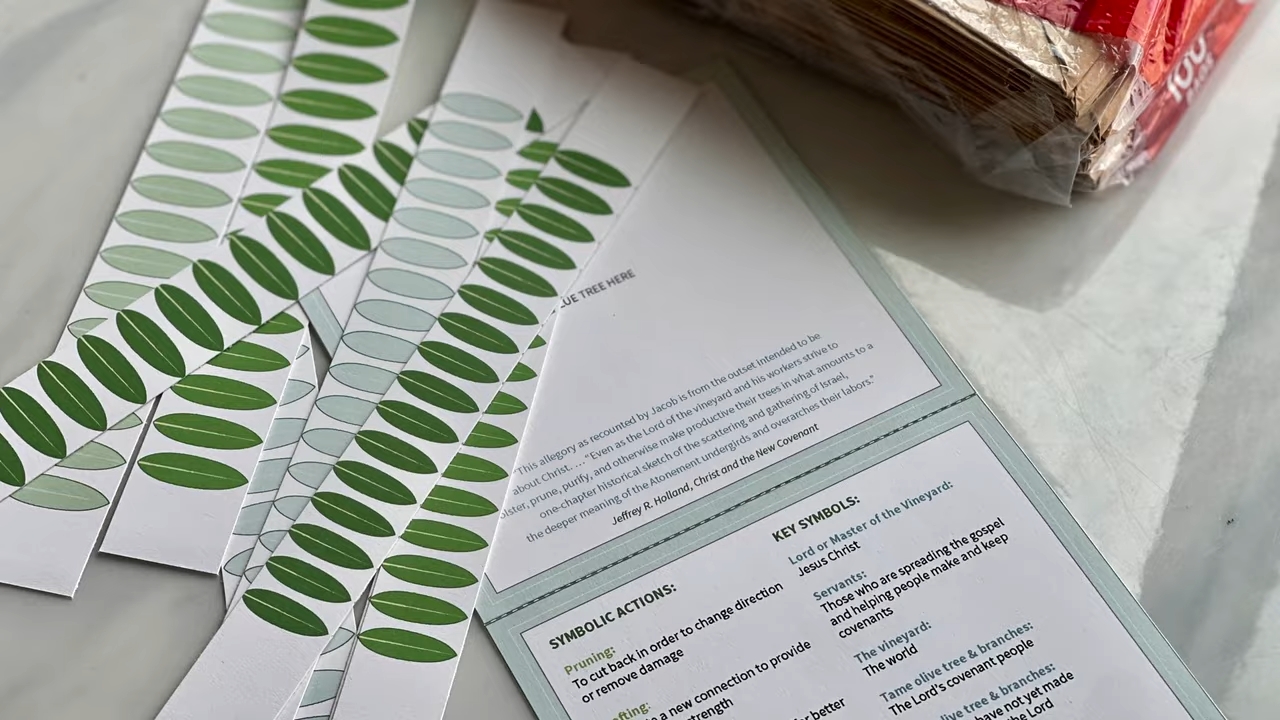 UE TREE HERE
This allegory as recounted by Jacob is from the outset intended to be
about Christ. … "Even as the Lord of the vineyard and his workers strive to
lster, prune, purify, and otherwise make productive their trees in what amounts to a
one-chapter historical sketch of the scattering and gathering of Israel,
the deeper meaning of the Atonement undergirds and overarches their labors."
Jeffrey R. Holland, Christ and the New Covenant
SYMBOLIC ACTIONS:
Pruning:
To cut back in order to change direction
or remove damage
fting:
a new connection to provide
strength
better
KEY SYMBOLS:
Lord or Master of the Vineyard:
Jesus Christ
Servants:
Those who are spreading the gospel
and helping people make and keep
covenants
The vineyard:
The world
Tame olive tree & branches:
The Lord's covenant people
live tree & branches:
have not yet made
the Lord
100